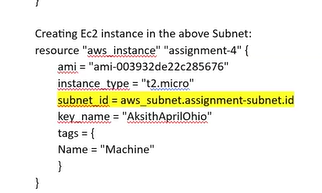 }
Creating Ec2 instance in the above Subnet:
resource "aws_instance" "assignment-4" {
ami = "ami-003932de22c285676"
instance_type = "t2.micro"
subnet_id = aws_subnet.assignment-subnet.id
key_name = "AksithAprilOhio"
tags = {
Name = "Machine"
}
}